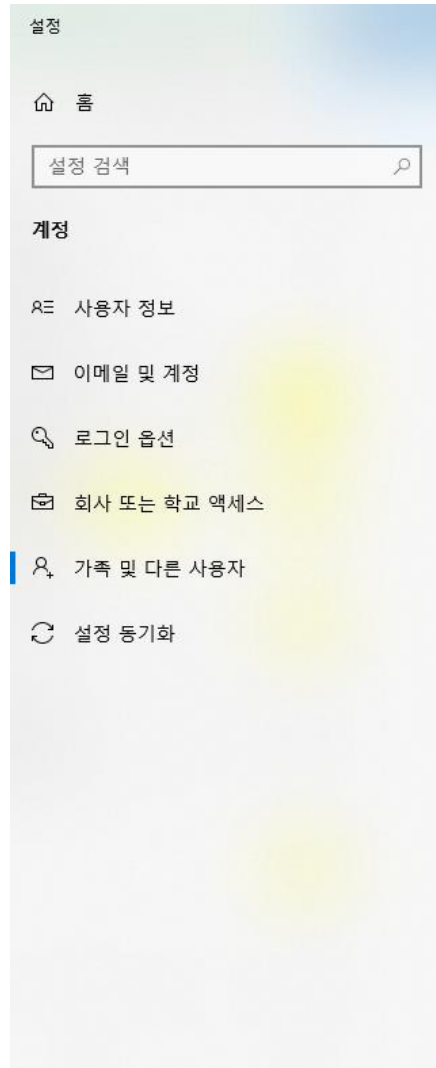 설정
홈
설정 검색
계정
사용자 정보
이메일 및 계정
로그인 옵션
회사 또는 학교 액세스
가족 및 다른 사용자
설정 동기화